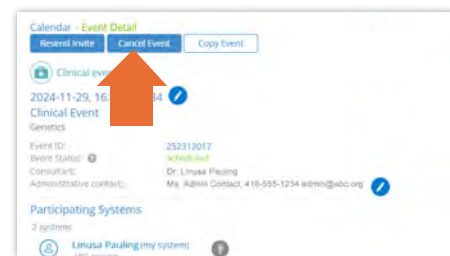 Calendar - Event Detail
Resend Invite Cancel Event Copy Event
Clinical
2024-11-29, 16:
Clinical Event
Genetics
Event ID: 252312017
Event Status: scheduled
Consultant: Dr. Linusa Pauling
Administrative contact: Ms. Admin Contact, 416-555-1234 admin@abc.org
Participating Systems
2 systems
Linusa Pauling (my system)